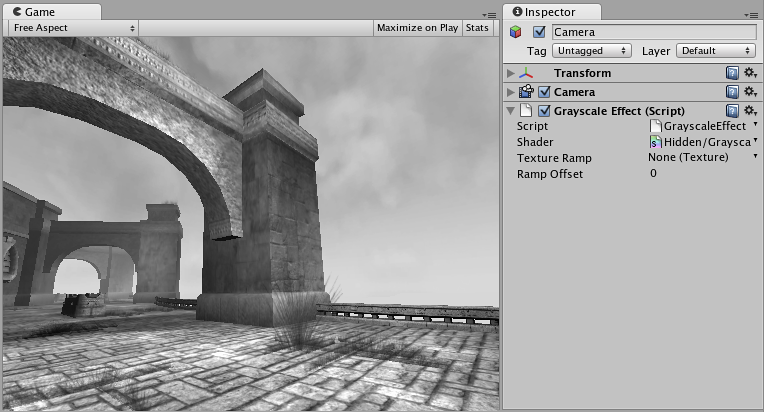 Game
Free Aspect Maximize on Play Stats
Inspector
Camera
Tag Untagged Layer Default
Transform
Camera
Grayscale Effect (Script)
Script GrayscaleEffect
Shader Hidden/Graysca
Texture Ramp None (Texture)
Ramp Offset 0